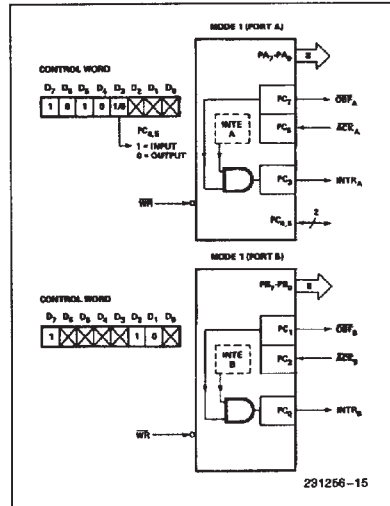 MODE 1 (PORT A)
PA7-PA0
8
CONTROL WORD
D7 D6 D5 D4 D3 D2 D1 D0
1 0 1 0 1/0
PC4,5
1 = INPUT
0 = OUTPUT
PC7
OBFA
INTE
A
PC6
ACKA
PC3
INTRA
WR
PC4,5
2
MODE 1 (PORT B)
PB7-PB0
8
CONTROL WORD
D7 D6 D5 D4 D3 D2 D1 D0
1 1 0
PC1
OBFB
INTE
B
PC2
ACKB
PC0
INTRB
WR
291256-15